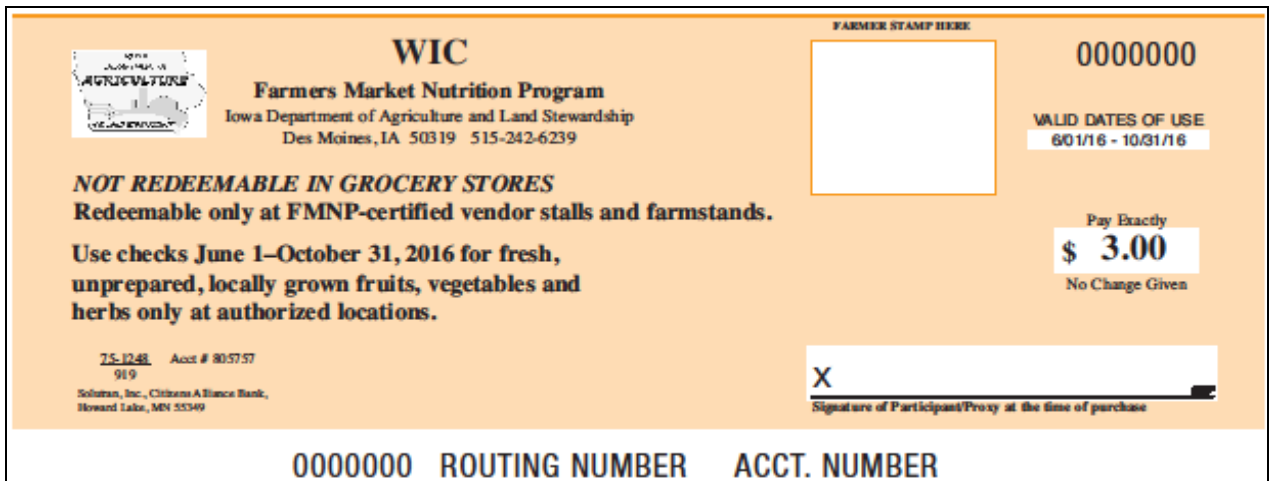 FARMER STAMP HERE
WIC
0000000
AGRICULTURE
Farmers Market Nutrition Program
Iowa Department of Agriculture and Land Stewardship
Des Moines, IA 50319 515-242-6239
VALID DATES OF USE
6/01/16 - 10/31/16
NOT REDEEMABLE IN GROCERY STORES
Redeemable only at FMNP-certified vendor stalls and farmstands.
Pay Exactly
$ 3.00
No Change Given
Use checks June 1–October 31, 2016 for fresh,
unprepared, locally grown fruits, vegetables and
herbs only at authorized locations.
75-1248 Acct # 805757
919
Solutran, Inc., Citizens Alliance Bank,
Howard Lake, MN 55349
X
Signature of Participant/Proxy at the time of purchase
0000000 ROUTING NUMBER ACCT. NUMBER